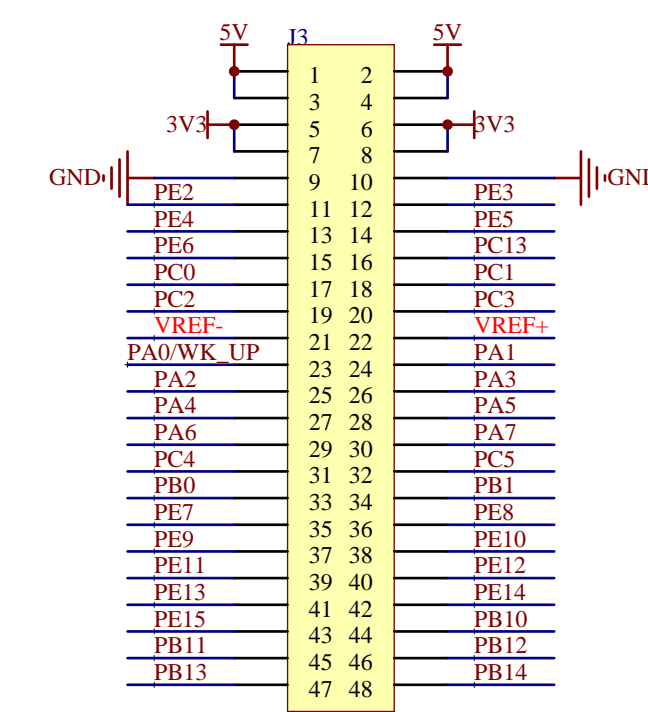 5V J3 5V
1 2
3 4
3V3 5 6 3V3
7 8
GND 9 10 GND
PE2 11 12 PE3
PE4 13 14 PE5
PE6 15 16 PC13
PC0 17 18 PC1
PC2 19 20 PC3
VREF- 21 22 VREF+
PA0/WK_UP 23 24 PA1
PA2 25 26 PA3
PA4 27 28 PA5
PA6 29 30 PA7
PC4 31 32 PC5
PB0 33 34 PB1
PE7 35 36 PE8
PE9 37 38 PE10
PE11 39 40 PE12
PE13 41 42 PE14
PE15 43 44 PB10
PB11 45 46 PB12
PB13 47 48 PB14